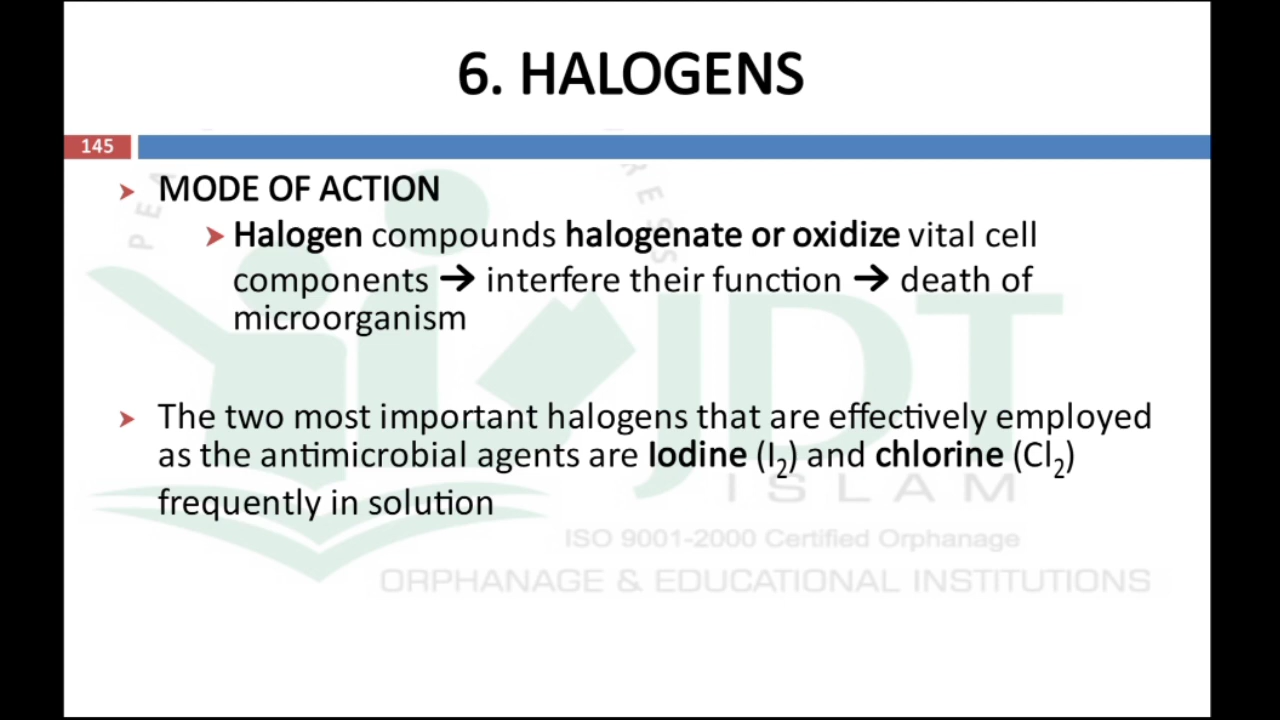 6. HALOGENS
145
➤ MODE OF ACTION
➤ Halogen compounds halogenate or oxidize vital cell
components → interfere their function → death of
microorganism
➤ The two most important halogens that are effectively employed
as the antimicrobial agents are Iodine (I₂) and chlorine (Cl₂)
frequently in solution
JDT
ISLAM
ISO 9001-2000 Certified Orphanage
ORPHANAGE & EDUCATIONAL INSTITUTIONS